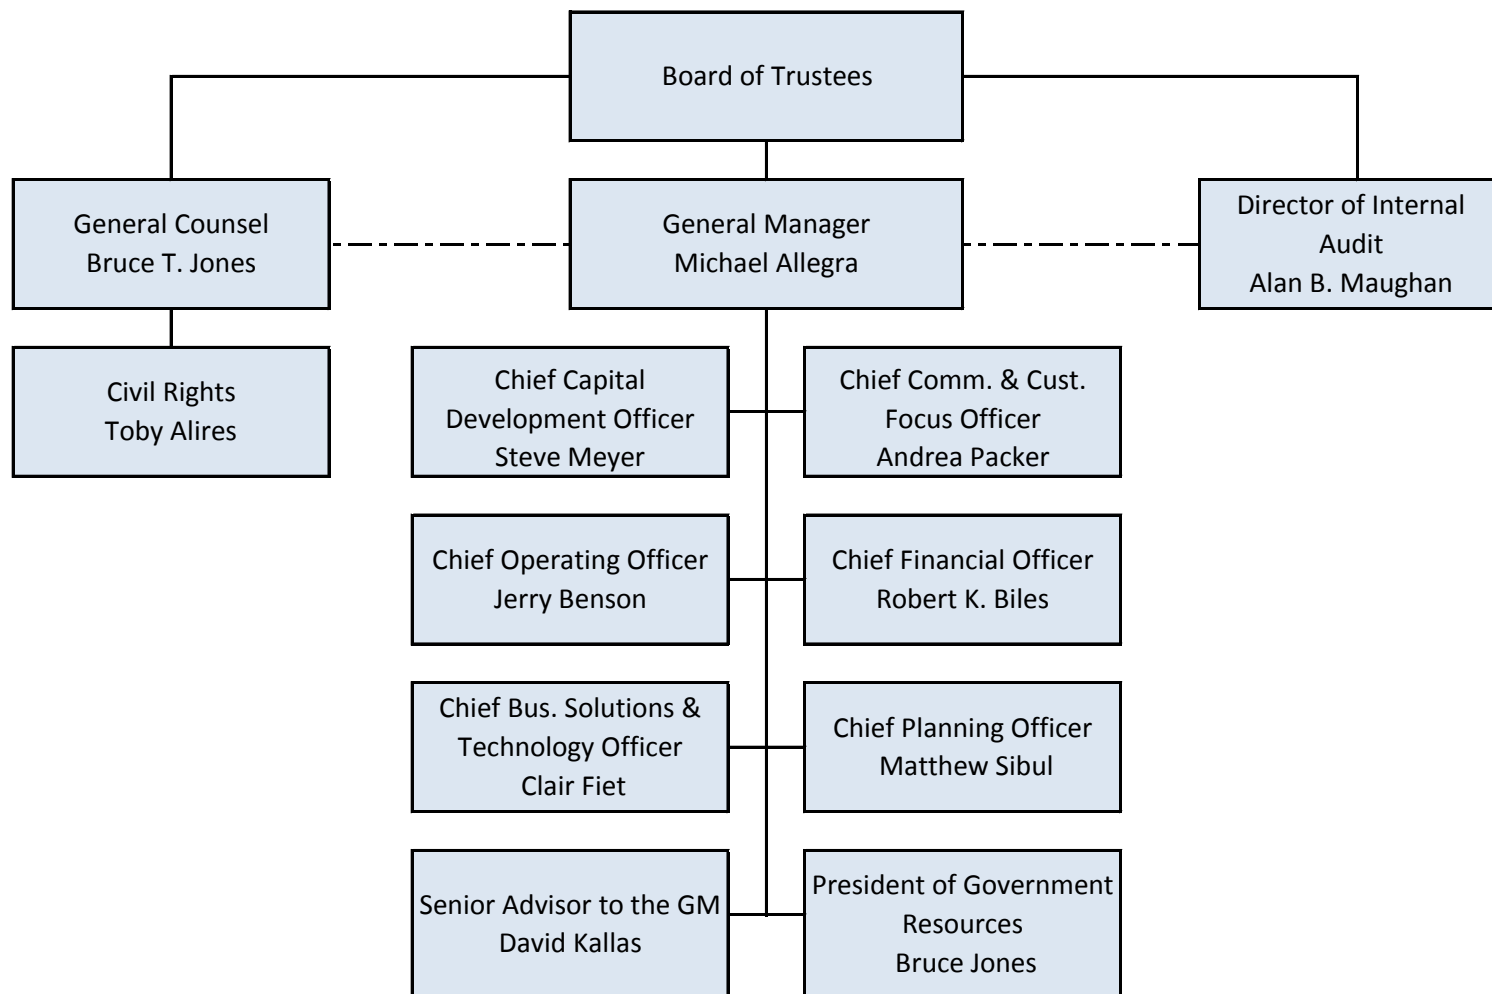 Board of Trustees
General Counsel
Bruce T. Jones
General Manager
Michael Allegra
Director of Internal
Audit
Alan B. Maughan
Civil Rights
Toby Alires
Chief Capital
Development Officer
Steve Meyer
Chief Comm. & Cust.
Focus Officer
Andrea Packer
Chief Operating Officer
Jerry Benson
Chief Financial Officer
Robert K. Biles
Chief Bus. Solutions &
Technology Officer
Clair Fiet
Chief Planning Officer
Matthew Sibul
Senior Advisor to the GM
David Kallas
President of Government
Resources
Bruce Jones